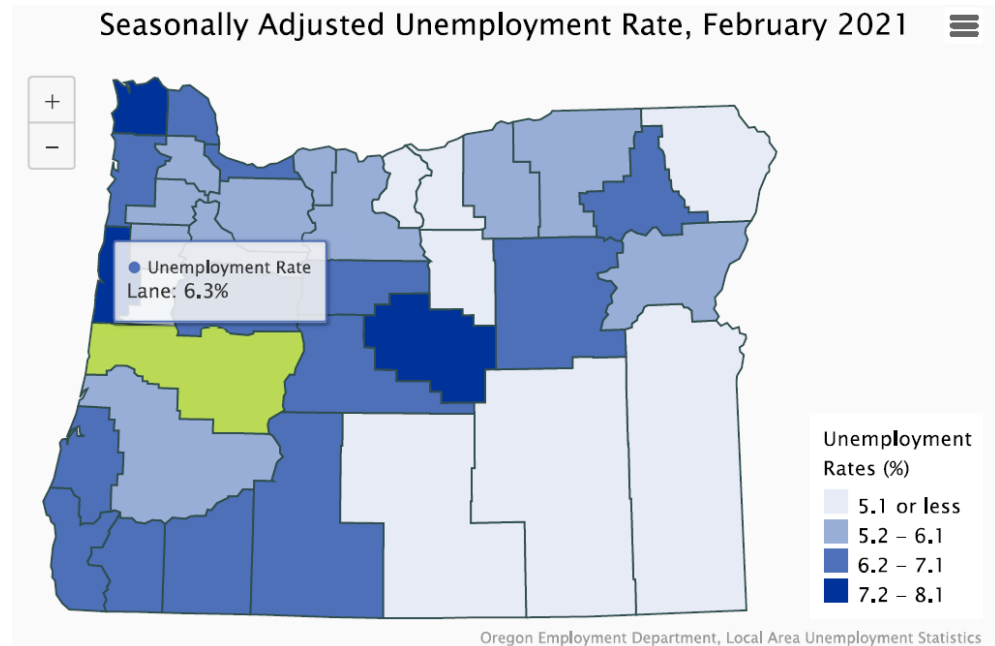 Seasonally Adjusted Unemployment Rate, February 2021
+
−
● Unemployment Rate
Lane: 6.3%
Unemployment
Rates (%)
5.1 or less
5.2 – 6.1
6.2 – 7.1
7.2 – 8.1
Oregon Employment Department, Local Area Unemployment Statistics